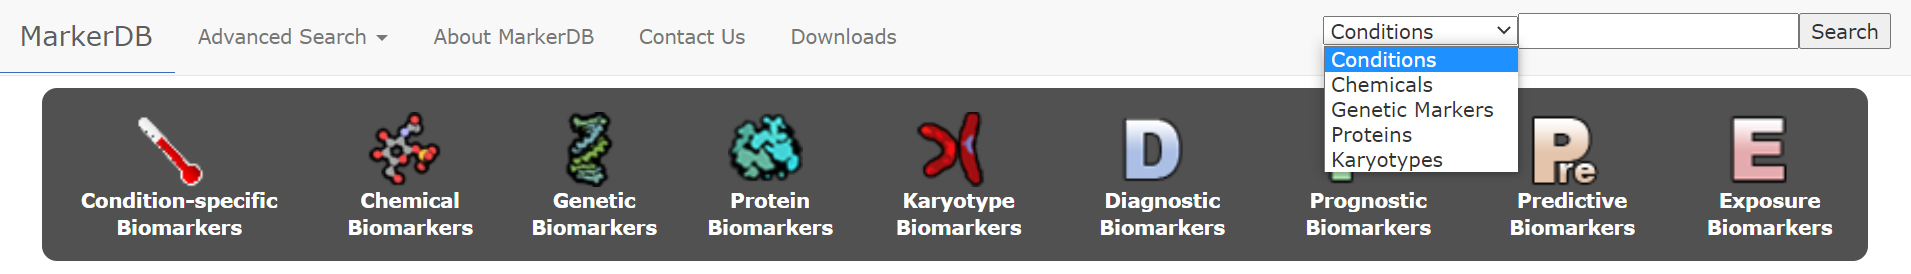 MarkerDB Advanced Search About MarkerDB Contact Us Downloads Conditions Search
Conditions
Chemicals
Genetic Markers
Proteins
Karyotypes
D Pre E
Condition-specific
Biomarkers
Chemical
Biomarkers
Genetic
Biomarkers
Protein
Biomarkers
Karyotype
Biomarkers
Diagnostic
Biomarkers
Prognostic
Biomarkers
Predictive
Biomarkers
Exposure
Biomarkers